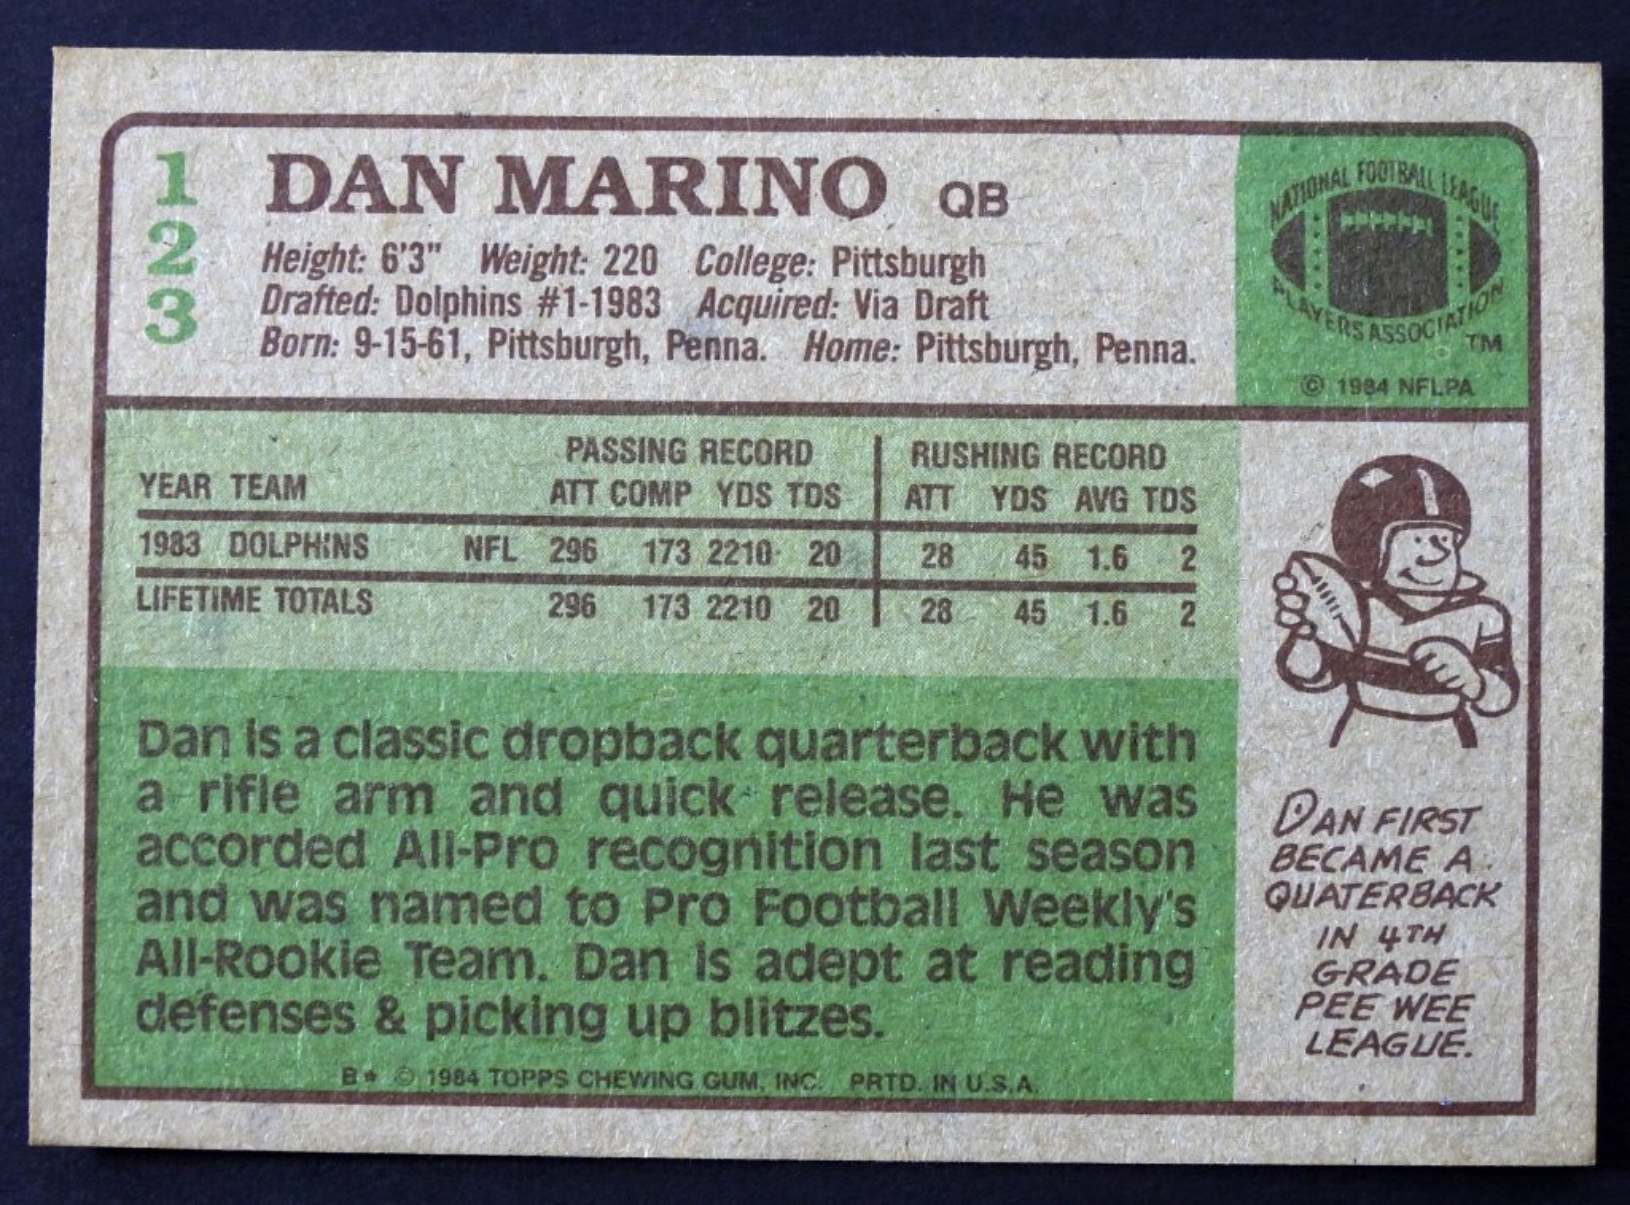 1
2
3
DAN MARINO QB
Height: 6'3" Weight: 220 College: Pittsburgh
Drafted: Dolphins #1-1983 Acquired: Via Draft
Born: 9-15-61, Pittsburgh, Penna. Home: Pittsburgh, Penna.
NATIONAL FOOTBALL LEAGUE
PLAYERS ASSOCIATION
TM
© 1984 NFLPA
PASSING RECORD RUSHING RECORD
YEAR TEAM ATT COMP YDS TDS ATT YDS AVG TDS
1983 DOLPHINS NFL 296 173 2210 20 28 45 1.6 2
LIFETIME TOTALS 296 173 2210 20 28 45 1.6 2
Dan is a classic dropback quarterback with
a rifle arm and quick release. He was
accorded All-Pro recognition last season
and was named to Pro Football Weekly's
All-Rookie Team. Dan is adept at reading
defenses & picking up blitzes.
B* © 1984 TOPPS CHEWING GUM, INC. PRTD. IN U.S.A.
DAN FIRST
BECAME A
QUATERBACK
IN 4TH
GRADE
PEE WEE
LEAGUE.